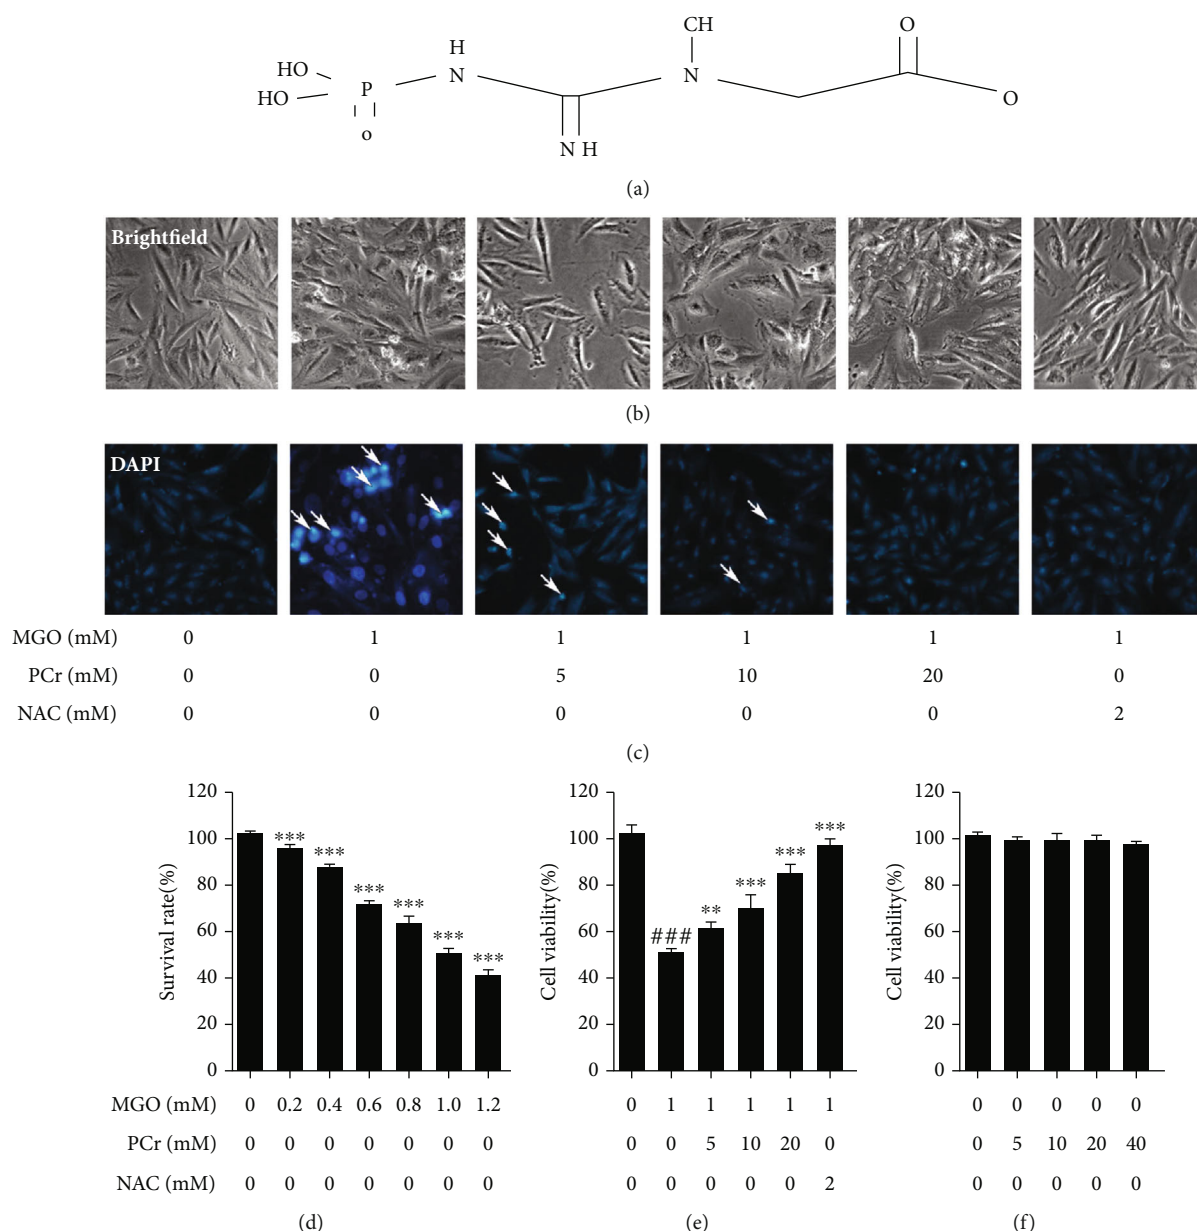 CH
O
H
HO
N
N
P
HO
O
o
N H
(a)
Brightfield
(b)
DAPI
MGO (mM) 0 1 1 1 1 1
PCr (mM) 0 0 5 10 20 0
NAC (mM) 0 0 0 0 0 2
(c)
120
100
80
60
40
20
0
Survival rate(%)
***
***
***
***
***
***
120
100
80
60
40
20
0
Cell viability(%)
###
**
***
***
***
120
100
80
60
40
20
0
Cell viability(%)
MGO (mM) 0 0.2 0.4 0.6 0.8 1.0 1.2 0 1 1 1 1 1 0 0 0 0 0
PCr (mM) 0 0 0 0 0 0 0 0 0 5 10 20 0 0 5 10 20 40
NAC (mM) 0 0 0 0 0 0 0 0 0 0 0 0 2 0 0 0 0 0
(d) (e) (f)